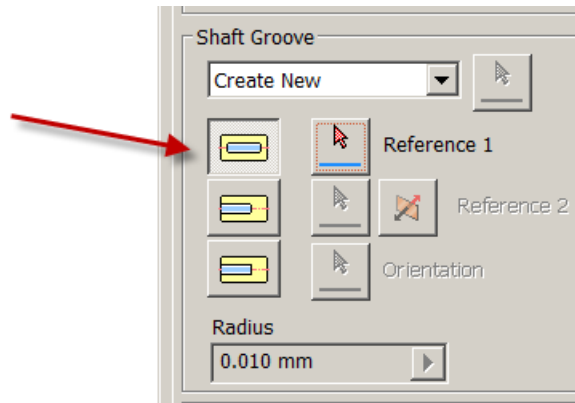 Shaft Groove
Create New
Reference 1
Reference 2
Orientation
Radius
0.010 mm